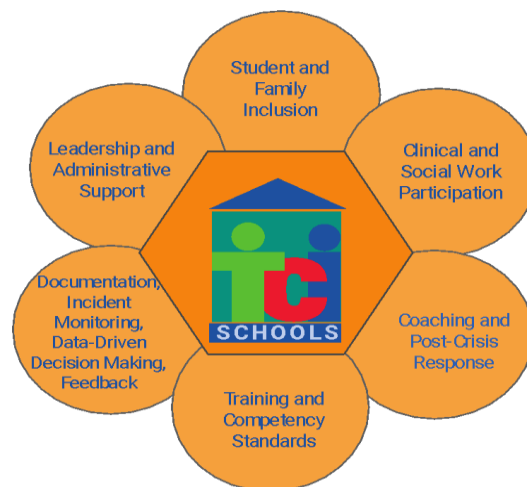 Student and
Family
Inclusion
Leadership and
Administrative
Support
Clinical and
Social Work
Participation
TCi
SCHOOLS
Documentation,
Incident
Monitoring,
Data-Driven
Decision Making,
Feedback
Coaching and
Post-Crisis
Response
Training and
Competency
Standards